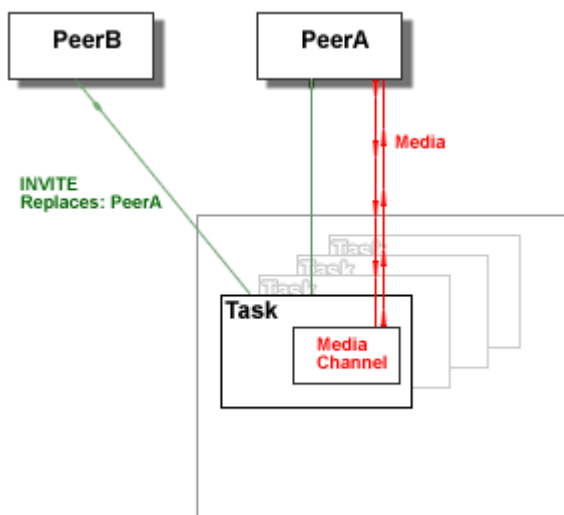 PeerB
PeerA
Media
INVITE
Replaces: PeerA
Task
Task
Task
Task
Media
Channel